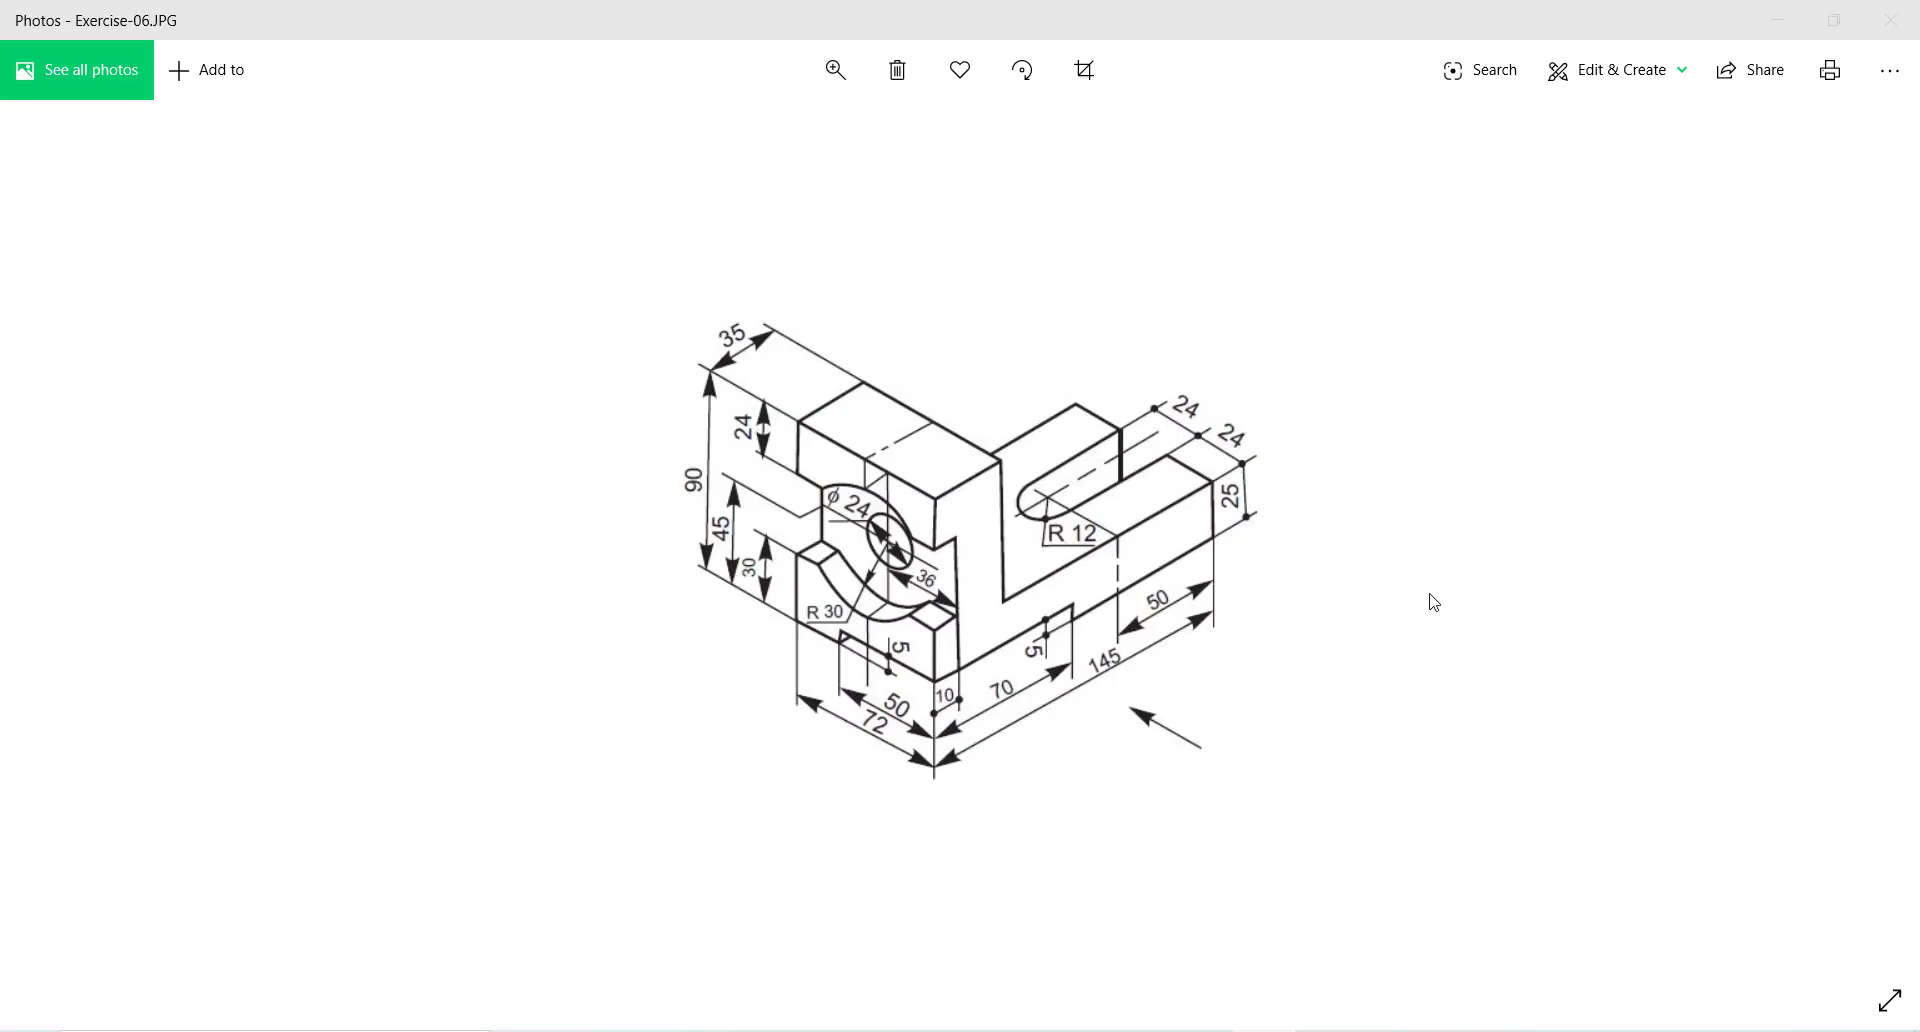 Photos - Exercise-06.JPG
See all photos
Add to
Search
Edit & Create
Share
35
24
90
45
30
ϕ 24
R 30
36
5
50
72
10
70
145
50
5
R 12
24
24
25